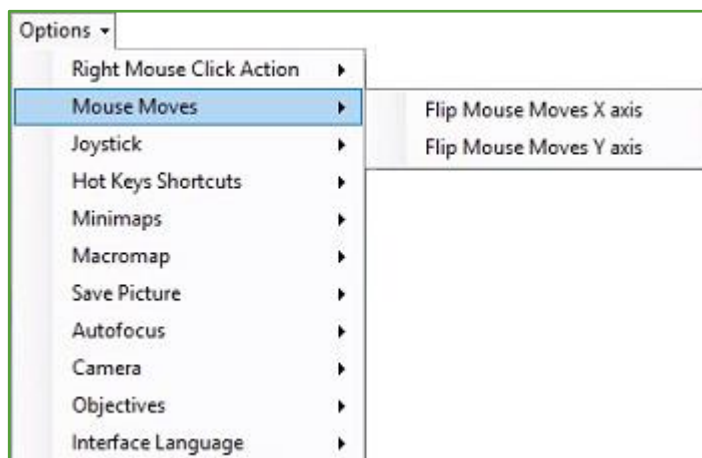 Options
Right Mouse Click Action
Mouse Moves
Flip Mouse Moves X axis
Joystick
Flip Mouse Moves Y axis
Hot Keys Shortcuts
Minimaps
Macromap
Save Picture
Autofocus
Camera
Objectives
Interface Language